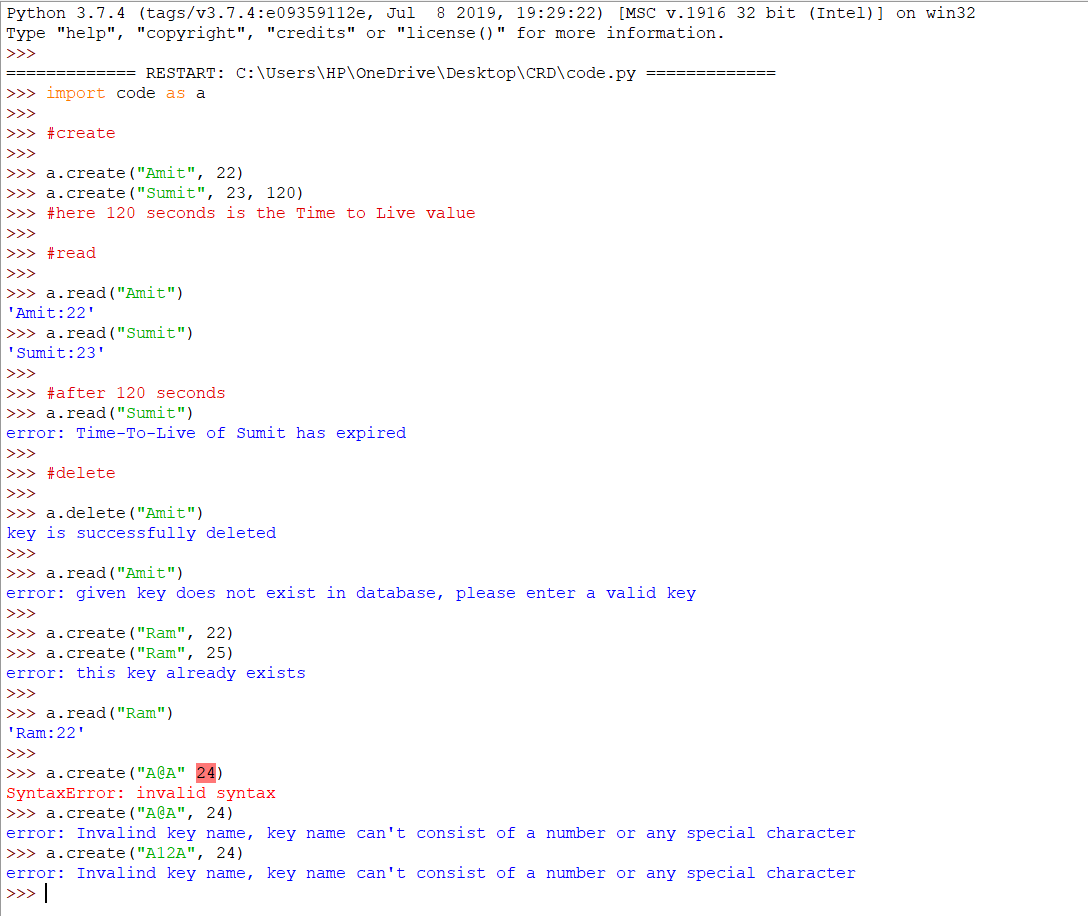 Python 3.7.4 (tags/v3.7.4:e09359112e, Jul  8 2019, 19:29:22) [MSC v.1916 32 bit (Intel)] on win32
Type "help", "copyright", "credits" or "license()" for more information.
>>>
============= RESTART: C:\Users\HP\OneDrive\Desktop\CRD\code.py =============
>>> import code as a
>>>
>>> #create
>>>
>>> a.create("Amit", 22)
>>> a.create("Sumit", 23, 120)
>>> #here 120 seconds is the Time to Live value
>>>
>>> #read
>>>
>>> a.read("Amit")
'Amit:22'
>>> a.read("Sumit")
'Sumit:23'
>>>
>>> #after 120 seconds
>>> a.read("Sumit")
error: Time-To-Live of Sumit has expired
>>>
>>> #delete
>>>
>>> a.delete("Amit")
key is successfully deleted
>>>
>>> a.read("Amit")
error: given key does not exist in database, please enter a valid key
>>>
>>> a.create("Ram", 22)
>>> a.create("Ram", 25)
error: this key already exists
>>>
>>> a.read("Ram")
'Ram:22'
>>>
>>> a.create("A@A" 24)
SyntaxError: invalid syntax
>>> a.create("A@A", 24)
error: Invalind key name, key name can't consist of a number or any special character
>>> a.create("A12A", 24)
error: Invalind key name, key name can't consist of a number or any special character
>>>